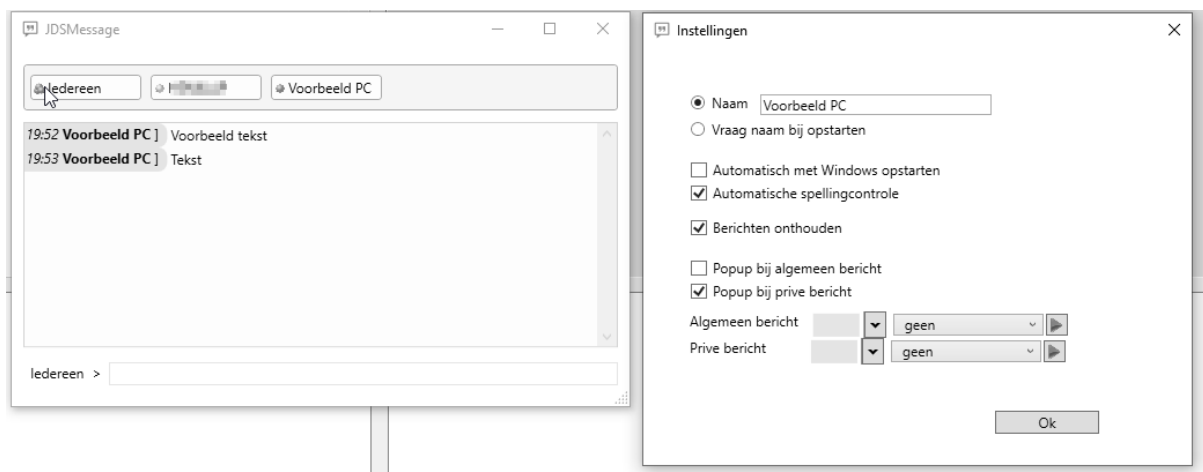 JDSMessage
Iedereen
Voorbeeld PC
19:52 Voorbeeld PC ] Voorbeeld tekst
19:53 Voorbeeld PC ] Tekst
Iedereen >
Instellingen
Naam Voorbeeld PC
Vraag naam bij opstarten
Automatisch met Windows opstarten
Automatische spellingcontrole
Berichten onthouden
Popup bij algemeen bericht
Popup bij prive bericht
Algemeen bericht geen
Prive bericht geen
Ok